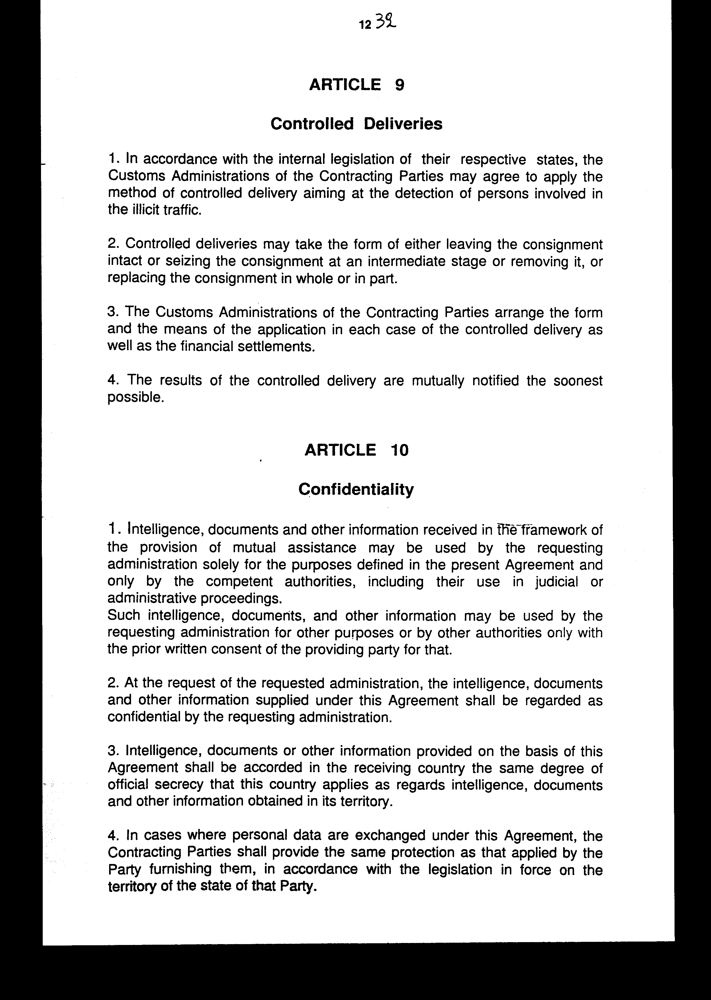 12 32
ARTICLE 9
Controlled Deliveries
1. In accordance with the internal legislation of their respective states, the
Customs Administrations of the Contracting Parties may agree to apply the
method of controlled delivery aiming at the detection of persons involved in
the illicit traffic.
2. Controlled deliveries may take the form of either leaving the consignment
intact or seizing the consignment at an intermediate stage or removing it, or
replacing the consignment in whole or in part.
3. The Customs Administrations of the Contracting Parties arrange the form
and the means of the application in each case of the controlled delivery as
well as the financial settlements.
4. The results of the controlled delivery are mutually notified the soonest
possible.
ARTICLE 10
Confidentiality
1. Intelligence, documents and other information received in the framework of
the provision of mutual assistance may be used by the requesting
administration solely for the purposes defined in the present Agreement and
only by the competent authorities, including their use in judicial or
administrative proceedings.
Such intelligence, documents, and other information may be used by the
requesting administration for other purposes or by other authorities only with
the prior written consent of the providing party for that.
2. At the request of the requested administration, the intelligence, documents
and other information supplied under this Agreement shall be regarded as
confidential by the requesting administration.
3. Intelligence, documents or other information provided on the basis of this
Agreement shall be accorded in the receiving country the same degree of
official secrecy that this country applies as regards intelligence, documents
and other information obtained in its territory.
4. In cases where personal data are exchanged under this Agreement, the
Contracting Parties shall provide the same protection as that applied by the
Party furnishing them, in accordance with the legislation in force on the
territory of the state of that Party.